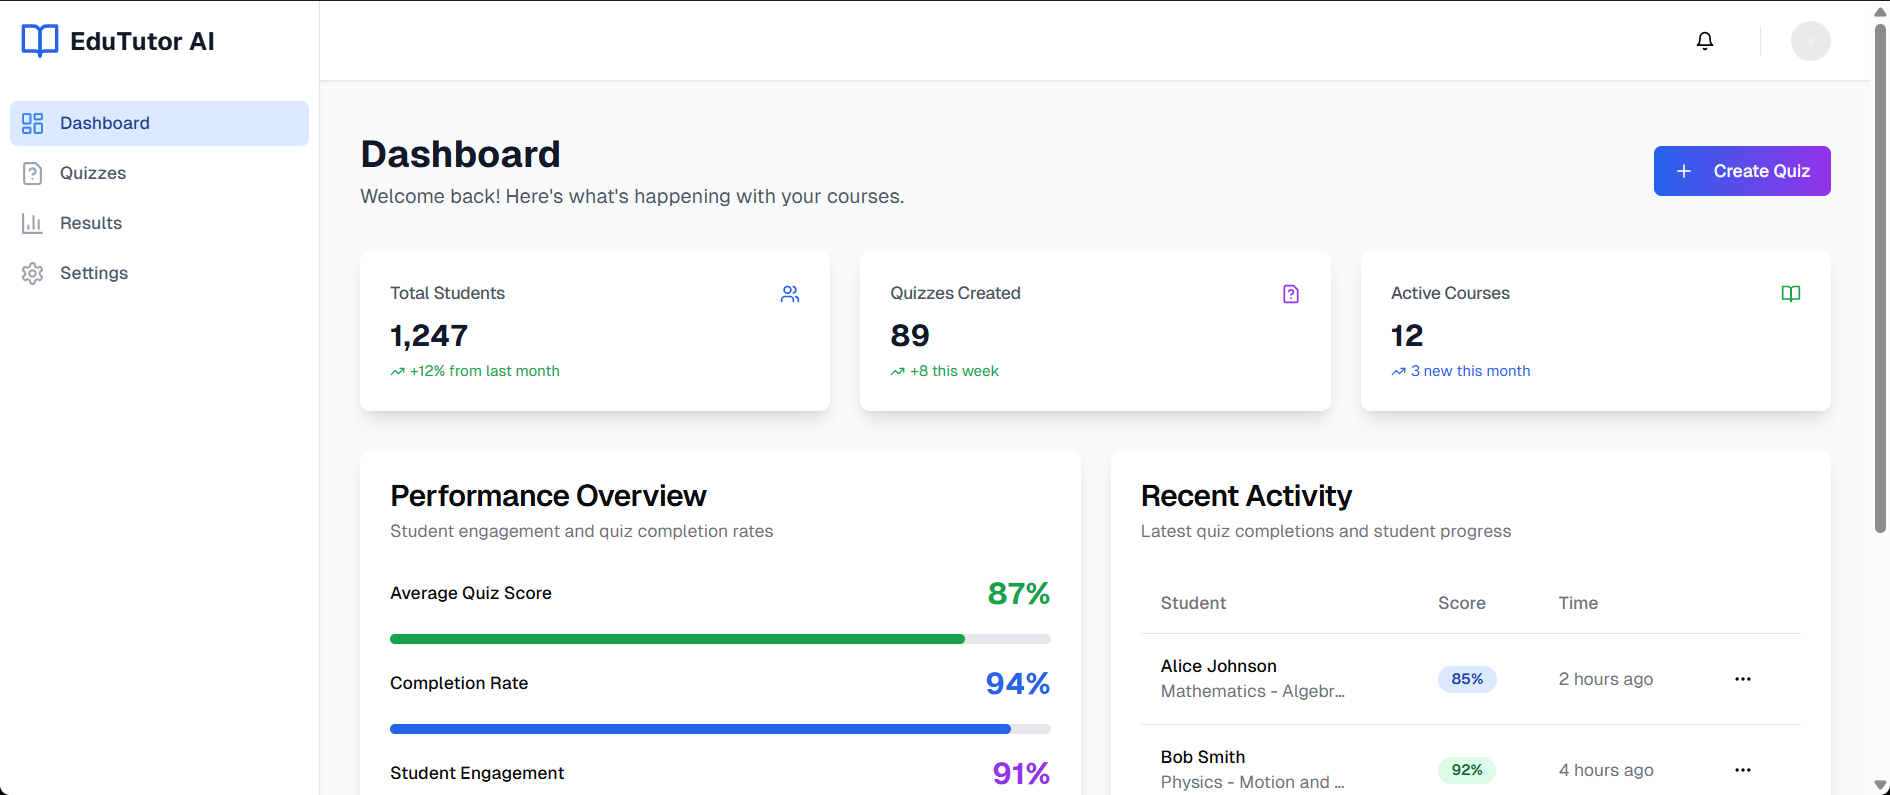 EduTutor AI
Dashboard
Quizzes
Results
Settings
Dashboard
Welcome back! Here's what's happening with your courses.
Create Quiz
Total Students
1,247
+12% from last month
Quizzes Created
89
+8 this week
Active Courses
12
3 new this month
Performance Overview
Student engagement and quiz completion rates
Average Quiz Score
87%
Completion Rate
94%
Student Engagement
91%
Recent Activity
Latest quiz completions and student progress
Student Score Time
Alice Johnson
Mathematics - Algebr...
85%
2 hours ago
Bob Smith
Physics - Motion and ...
92%
4 hours ago